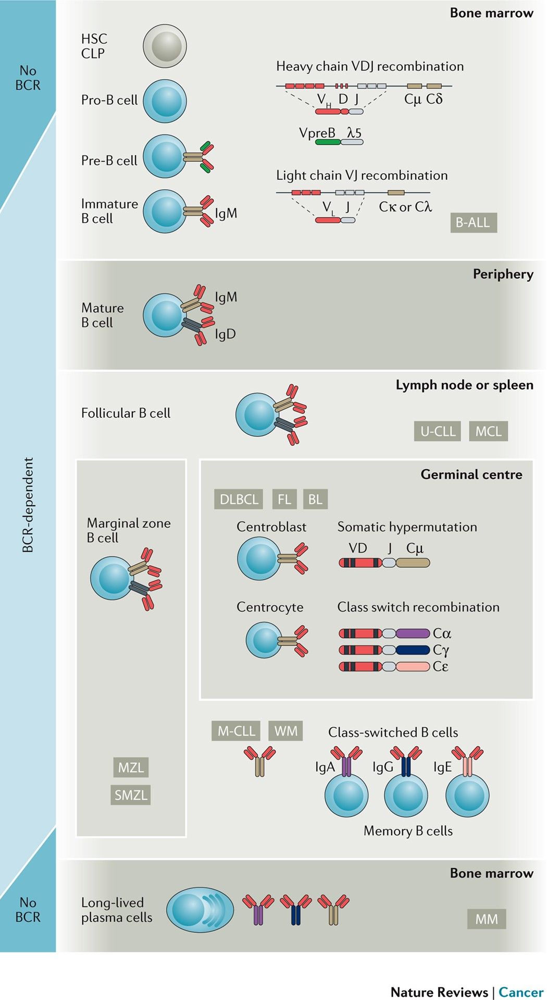 Bone marrow
No
BCR
HSC
CLP
Heavy chain VDJ recombination
V H D J Cμ Cδ
Pro-B cell
VpreB λ5
Pre-B cell
Light chain VJ recombination
V L J Cκ or Cλ
Immature
B cell
IgM
B-ALL
Periphery
Mature
B cell
IgM
IgD
BCR-dependent
Lymph node or spleen
Follicular B cell
U-CLL MCL
Marginal zone
B cell
MZL
SMZL
Germinal centre
DLBCL FL BL
Centroblast
Somatic hypermutation
VD J Cμ
Centrocyte
Class switch recombination
Cα
Cγ
Cε
M-CLL WM
Class-switched B cells
IgA IgG IgE
Memory B cells
Bone marrow
No
BCR
Long-lived
plasma cells
MM
Nature Reviews | Cancer